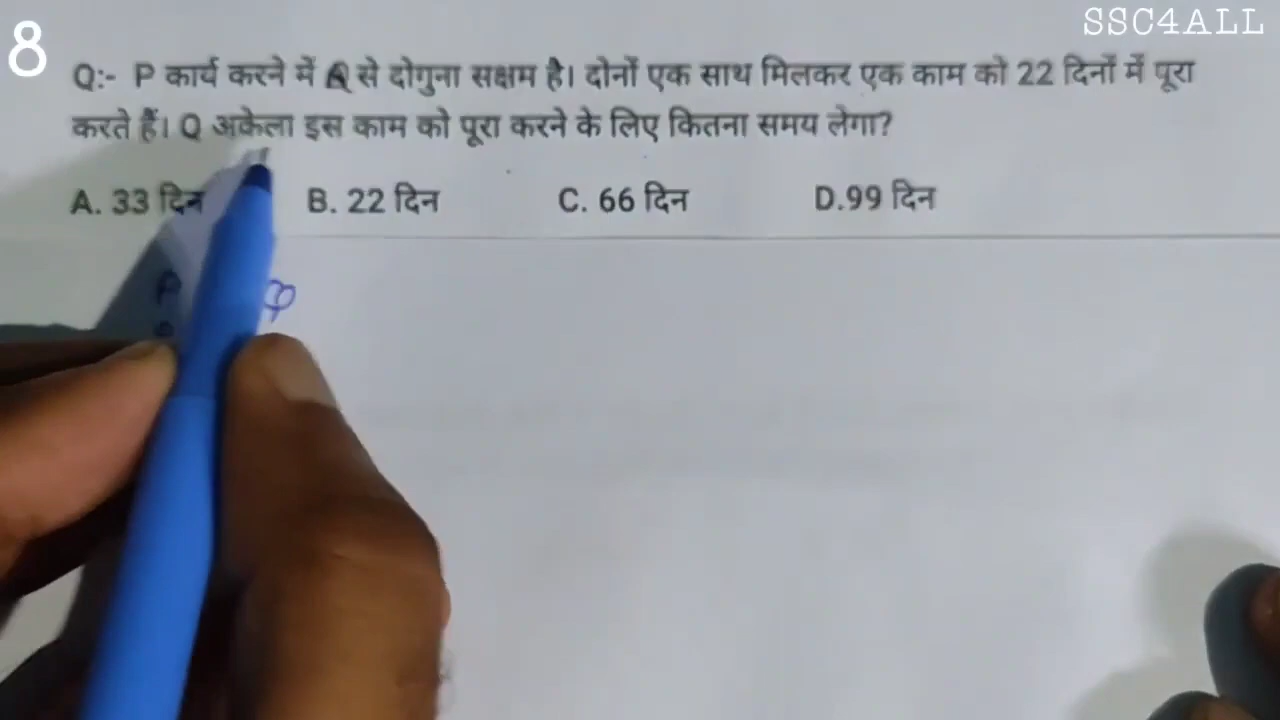 8
SSC4ALL
Q:- P कार्य करने में Q से दोगुना सक्षम है। दोनों एक साथ मिलकर एक काम को 22 दिनों में पूरा
करते हैं। Q अकेला इस काम को पूरा करने के लिए कितना समय लेगा?
A. 33 दिन B. 22 दिन C. 66 दिन D.99 दिन
P Q